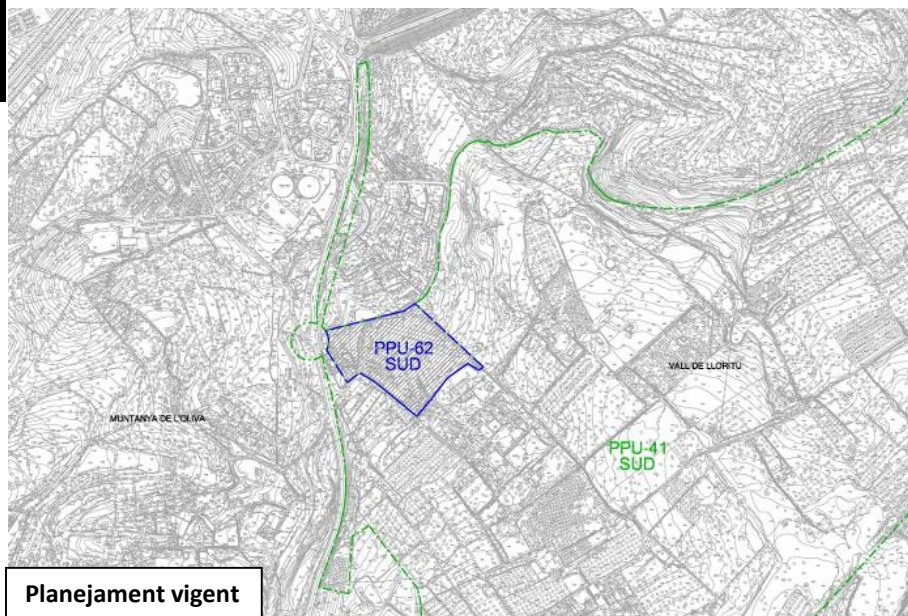 PPU-62
SUD
VALL DE LLORITU
MUNTANYA DE L'OLIVA
PPU-41
SUD
Planejament vigent